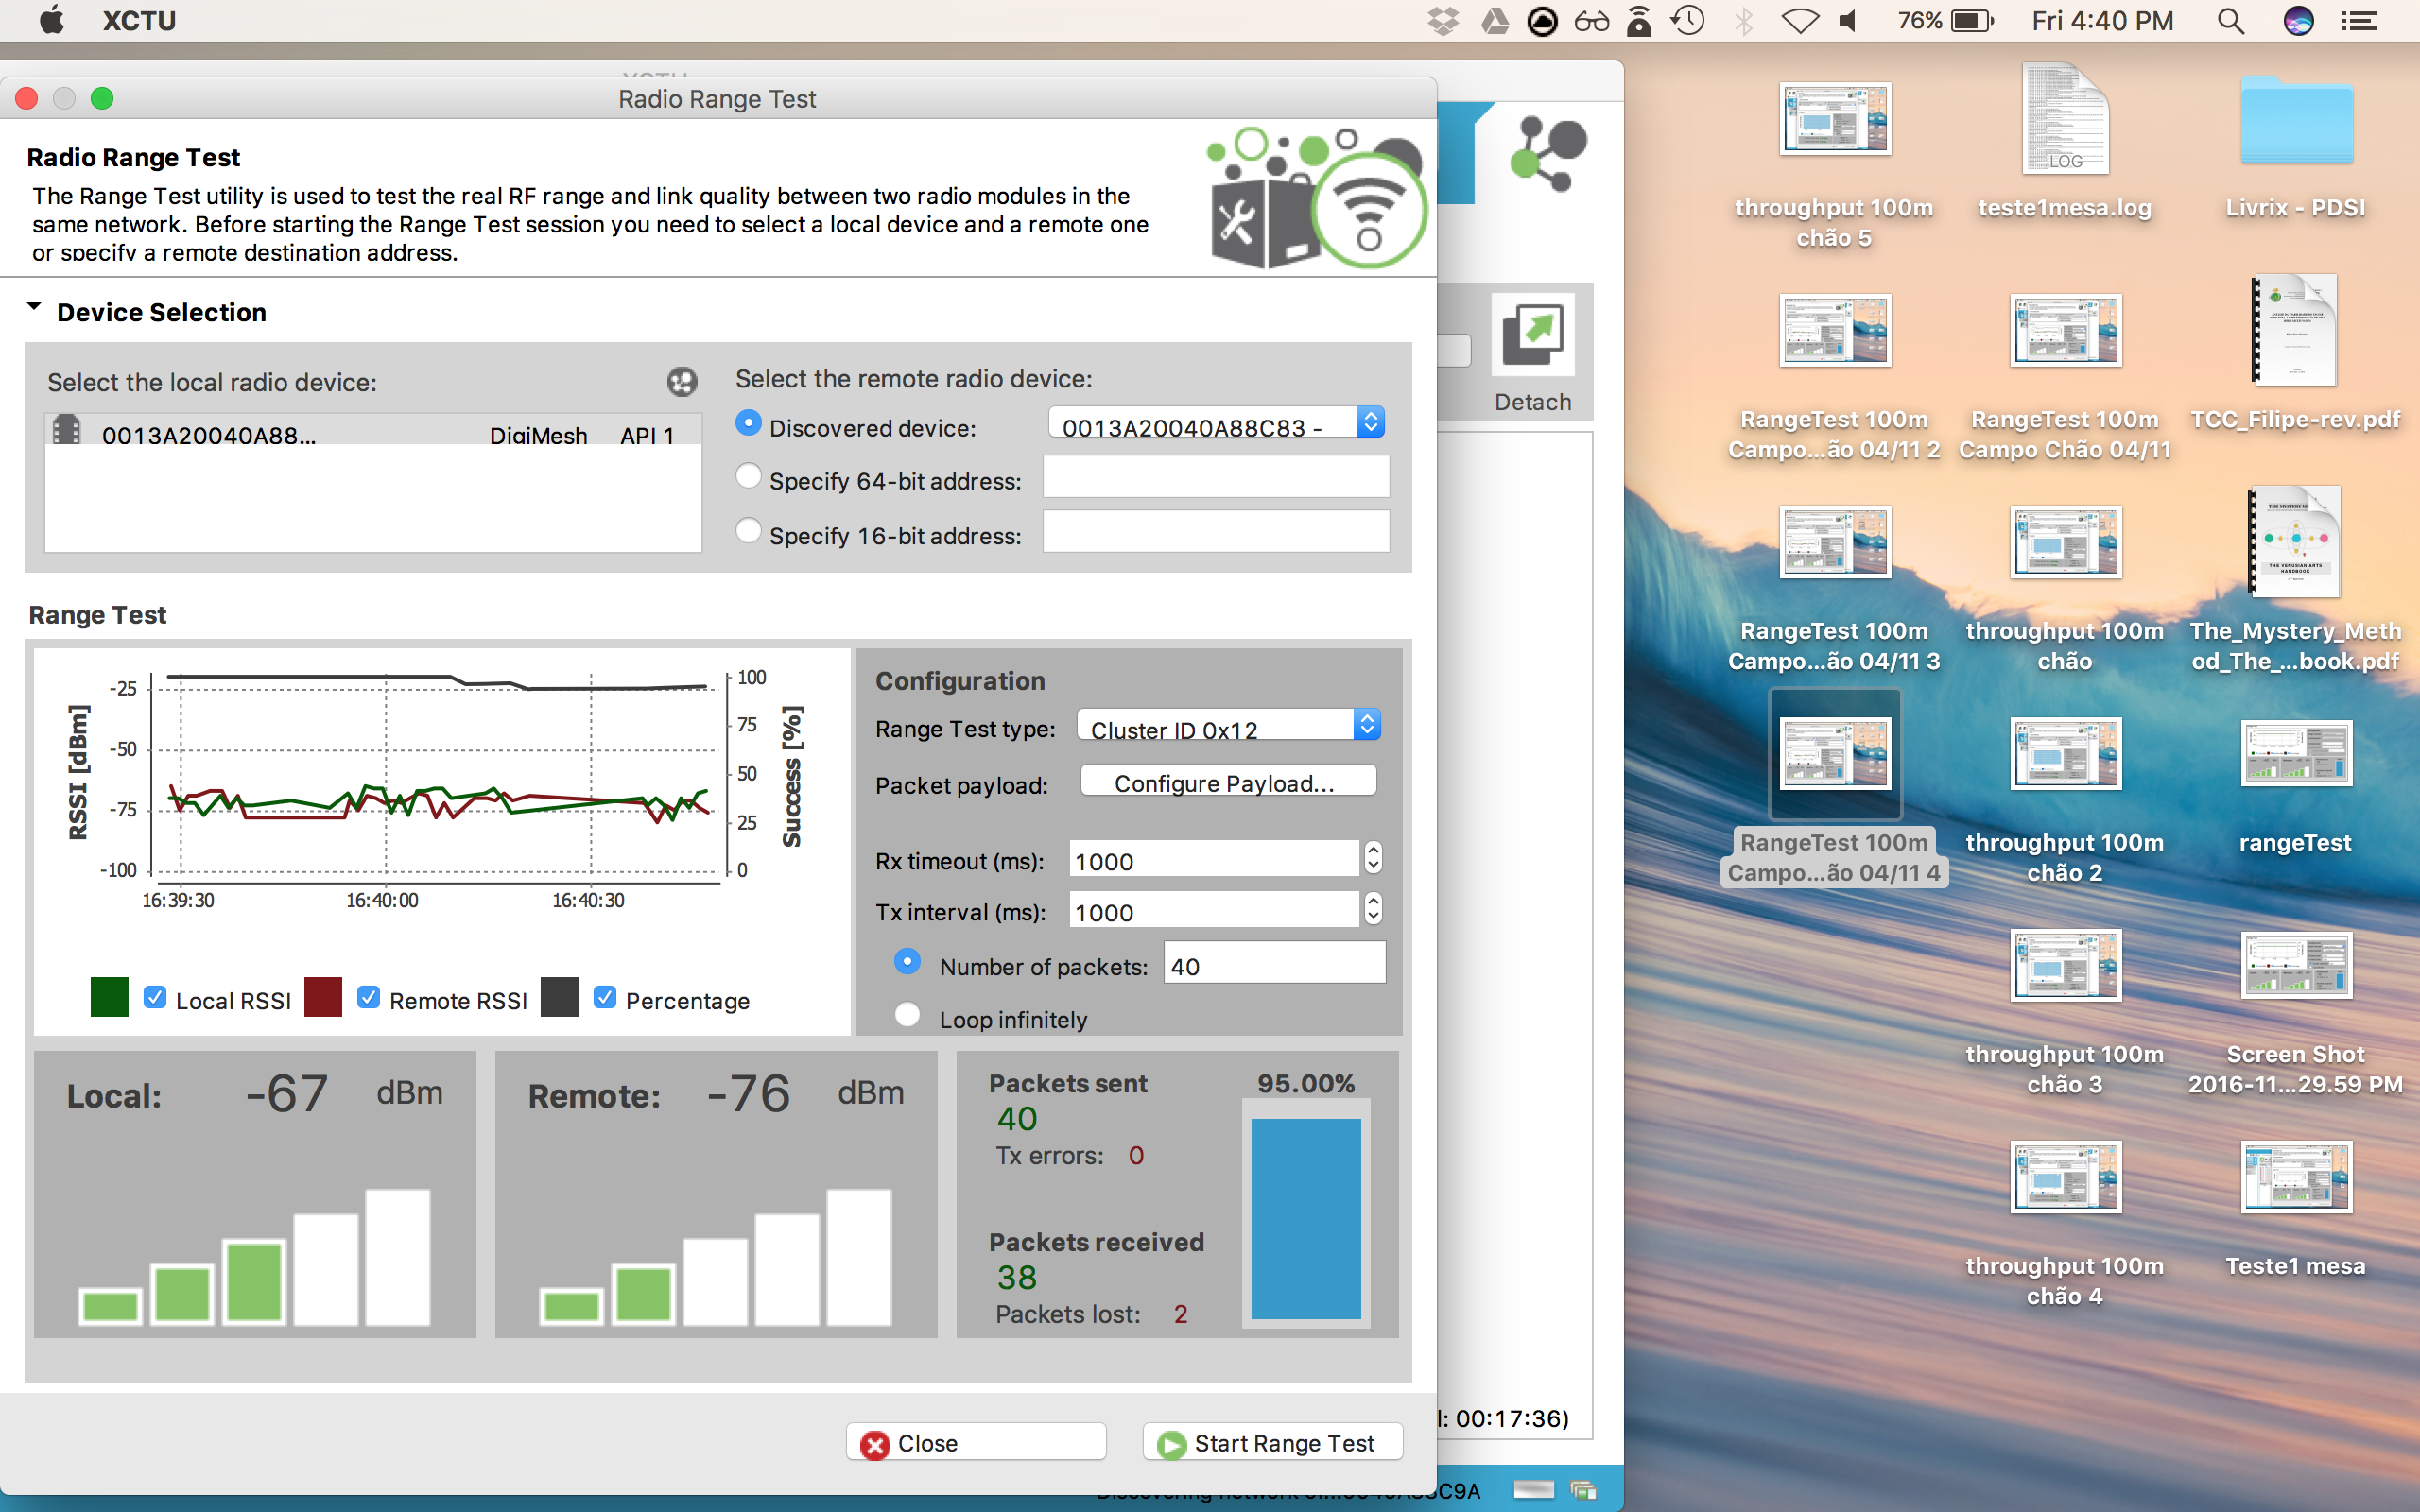 XCTU
76%
Fri 4:40 PM
XCTU
Radio Range Test
Radio Range Test
The Range Test utility is used to test the real RF range and link quality between two radio modules in the
same network. Before starting the Range Test session you need to select a local device and a remote one
or specify a remote destination address.
Device Selection
Select the local radio device:
0013A20040A88... DigiMesh API 1
Select the remote radio device:
Discovered device: 0013A20040A88C83 -
Specify 64-bit address:
Specify 16-bit address:
Detach
Range Test
RSSI [dBm]
-25
-50
-75
-100
100
75
50
25
0
Success [%]
16:39:30 16:40:00 16:40:30
Local RSSI Remote RSSI Percentage
Configuration
Range Test type: Cluster ID 0x12
Packet payload: Configure Payload...
Rx timeout (ms): 1000
Tx interval (ms): 1000
Number of packets: 40
Loop infinitely
Local: -67 dBm
Remote: -76 dBm
Packets sent
40
Tx errors: 0
Packets received
38
Packets lost: 2
95.00%
Close
Start Range Test
l: 00:17:36)
throughput 100m
chão 5
LOG
teste1mesa.log
Livrix - PDSI
RangeTest 100m
Campo...ão 04/11 2
RangeTest 100m
Campo Chão 04/11
TCC_Filipe-rev.pdf
RangeTest 100m
Campo...ão 04/11 3
throughput 100m
chão
The_Mystery_Meth
od_The_...book.pdf
RangeTest 100m
Campo...ão 04/11 4
throughput 100m
chão 2
rangeTest
throughput 100m
chão 3
Screen Shot
2016-11...29.59 PM
throughput 100m
chão 4
Teste1 mesa
THE VENUSIAN ARTS
HANDBOOK